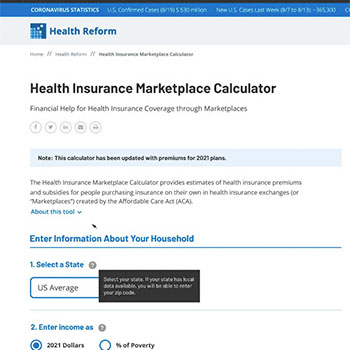 CORONAVIRUS STATISTICS U.S. Confirmed Cases (8/19) 5.530 million New U.S. Cases Last Week (8/7 to 8/13): ~365,300
Health Reform
Home // Health Reform // Health Insurance Marketplace Calculator
Health Insurance Marketplace Calculator
Financial Help for Health Insurance Coverage through Marketplaces
Note: This calculator has been updated with premiums for 2021 plans.
The Health Insurance Marketplace Calculator provides estimates of health insurance premiums
and subsidies for people purchasing insurance on their own in health insurance exchanges (or
“Marketplaces”) created by the Affordable Care Act (ACA).
About this tool
Enter Information About Your Household
1. Select a State ?
Select your state. If your state has local
data available, you will be able to enter
your zip code.
US Average
2. Enter income as ?
2021 Dollars % of Poverty